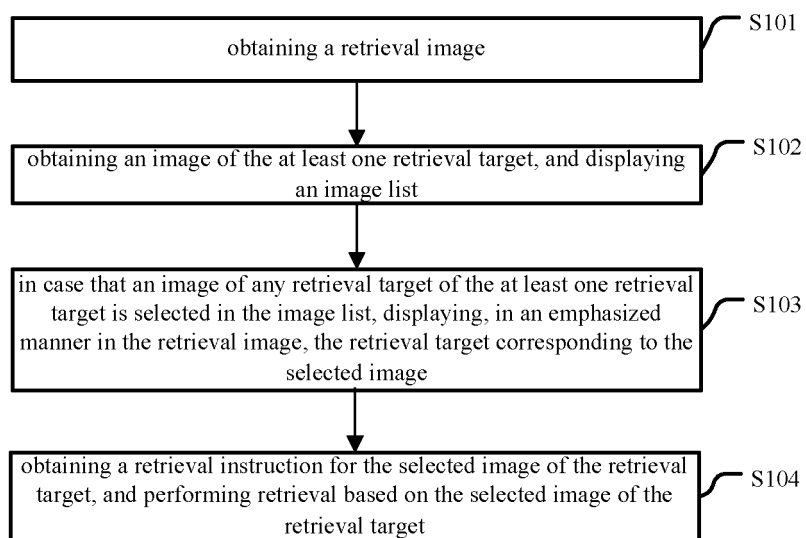 S101
obtaining a retrieval image
S102
obtaining an image of the at least one retrieval target, and displaying
an image list
in case that an image of any retrieval target of the at least one retrieval
target is selected in the image list, displaying, in an emphasized
S103
manner in the retrieval image, the retrieval target corresponding to the
selected image
obtaining a retrieval instruction for the selected image of the retrieval
S104
target, and performing retrieval based on the selected image of the
retrieval target